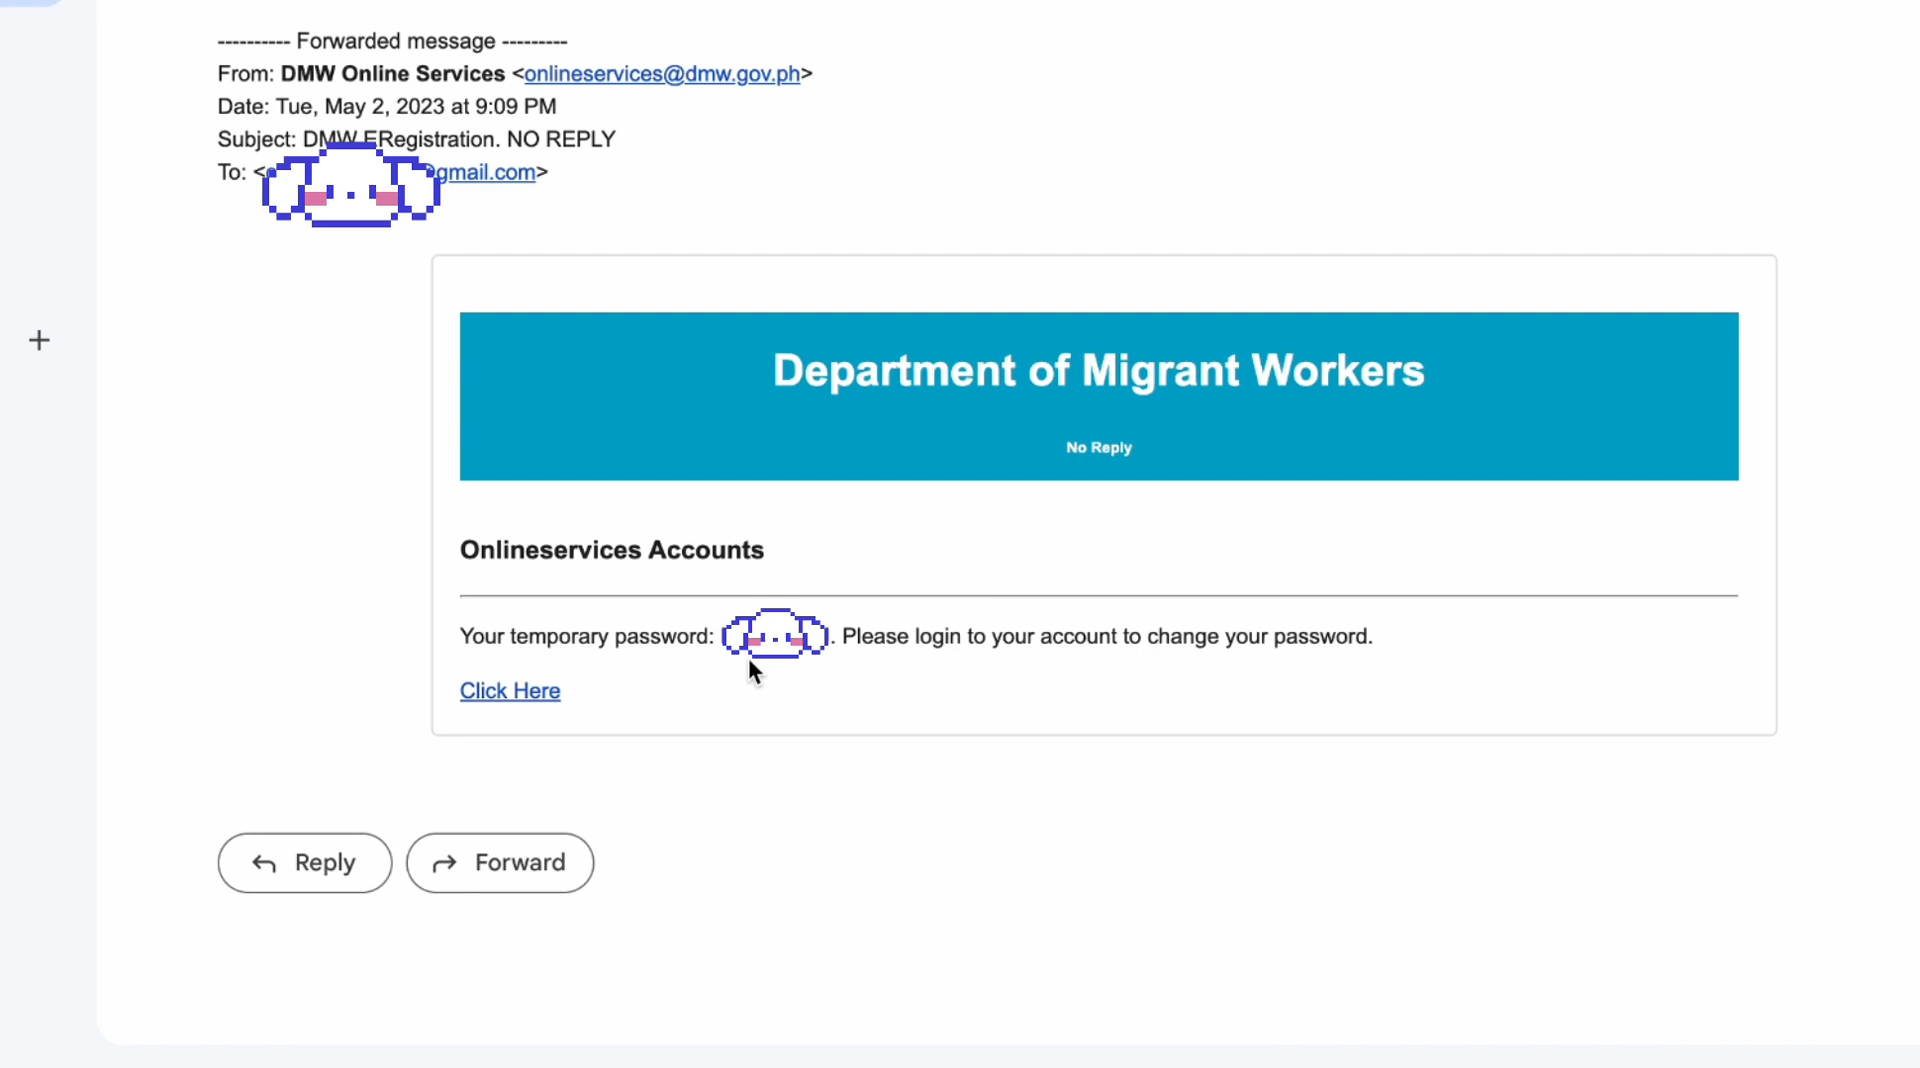 ---------- Forwarded message ---------
From: DMW Online Services <onlineservices@dmw.gov.ph>
Date: Tue, May 2, 2023 at 9:09 PM
Subject: DMW ERegistration. NO REPLY
To: < @gmail.com>
Department of Migrant Workers
No Reply
Onlineservices Accounts
Your temporary password: . Please login to your account to change your password.
Click Here
Reply
Forward